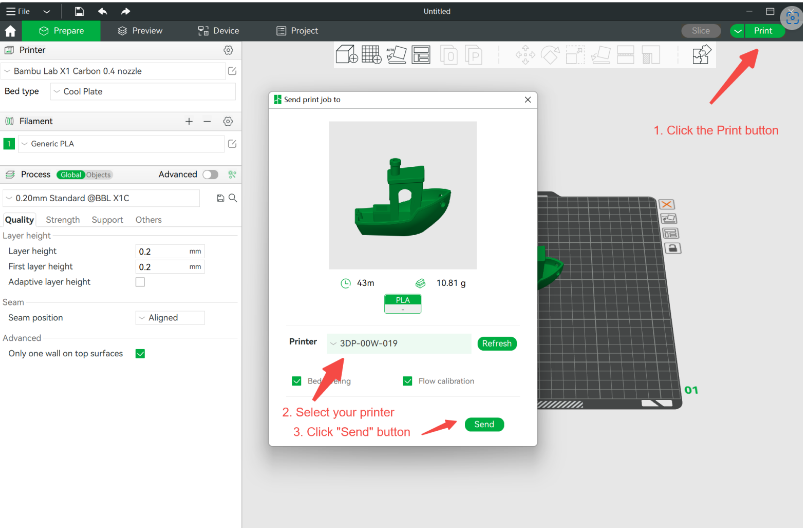 File
Untitled
Prepare
Preview
Device
Project
Slice
Print
Printer
Bambu Lab X1 Carbon 0.4 nozzle
Bed type
Cool Plate
Filament
1
Generic PLA
Process
Global
Objects
Advanced
0.20mm Standard @BBL X1C
Quality
Strength
Support
Others
Layer height
Layer height
0.2
mm
First layer height
0.2
mm
Adaptive layer height
Seam
Seam position
Aligned
Advanced
Only one wall on top surfaces
Send print job to
43m
10.81 g
PLA
-
Printer
3DP-00W-019
Refresh
Flow calibration
Send
1. Click the Print button
2. Select your printer
3. Click "Send" button
01